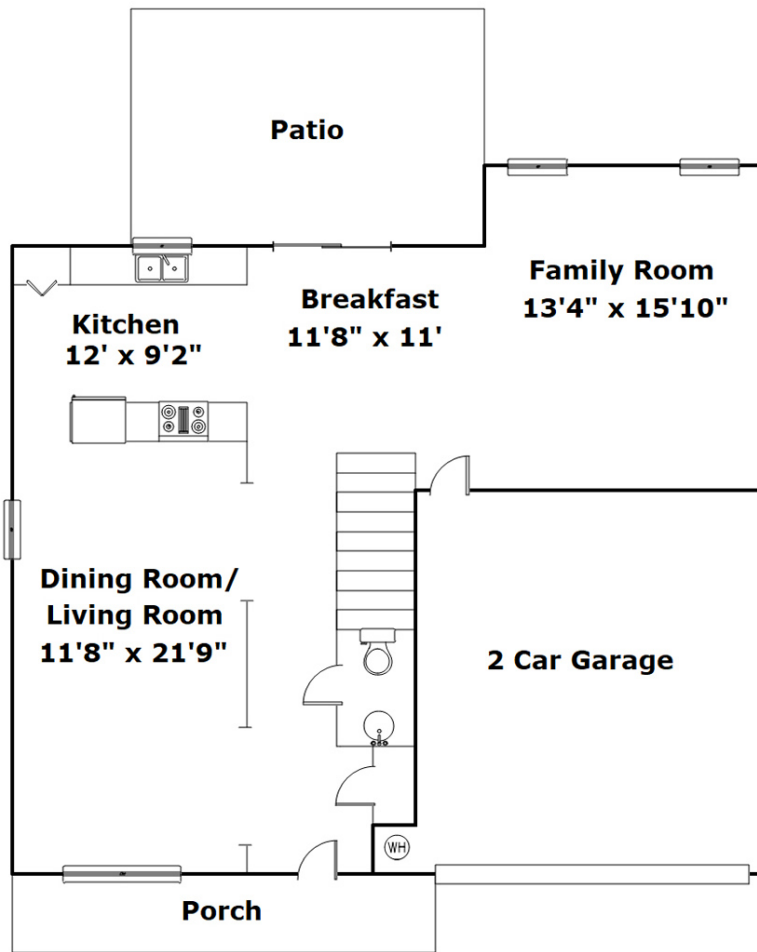 Patio
Family Room
13'4" x 15'10"
Breakfast
11'8" x 11'
Kitchen
12' x 9'2"
Dining Room/
Living Room
11'8" x 21'9"
2 Car Garage
WH
Porch